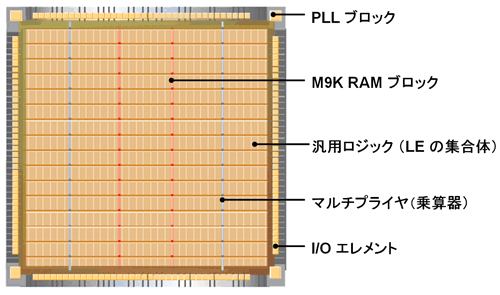 PLL ブロック
M9K RAM ブロック
汎用ロジック（LE の集合体）
マルチプライヤ（乗算器）
I/O エレメント